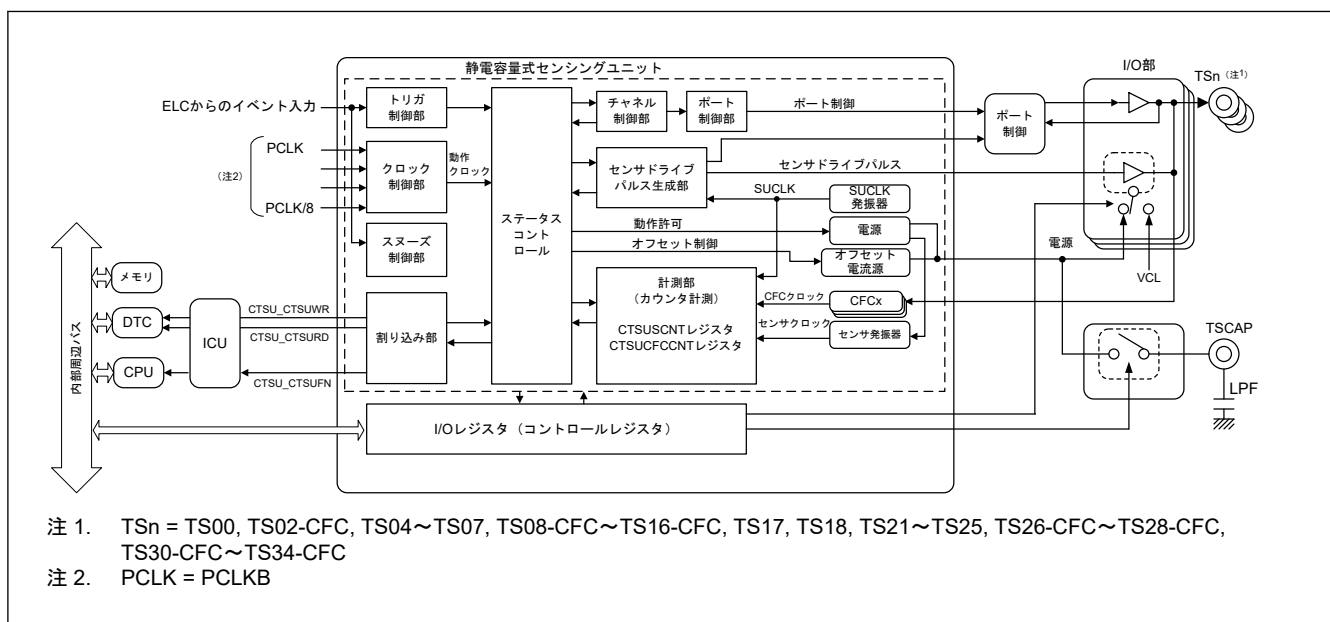 静電容量式センシングユニット
I/O部
TSn (注1)
ELCからのイベント入力
トリガ
制御部
チャネル
制御部
ポート
制御部
ポート制御
ポート
制御
PCLK
(注2)
PCLK/8
クロック
制御部
動作
クロック
センサドライブ
パルス生成部
センサドライブパルス
SUCLK
SUCLK
発振器
ステータス
コント
ロール
スヌーズ
制御部
動作許可
電源
オフセット制御
オフセット
電流源
電源
VCL
内部周辺バス
メモリ
DTC
CPU
ICU
CTSU_CTSUWR
CTSU_CTSURD
CTSU_CTSUFN
割り込み部
計測部
(カウンタ計測)
CTSUSCNTレジスタ
CTSUCFCCNTレジスタ
CFCクロック
CFCx
センサクロック
センサ発振器
TSCAP
LPF
I/Oレジスタ（コントロールレジスタ）
注 1. TSn = TS00, TS02-CFC, TS04～TS07, TS08-CFC～TS16-CFC, TS17, TS18, TS21～TS25, TS26-CFC～TS28-CFC,
TS30-CFC～TS34-CFC
注 2. PCLK = PCLKB